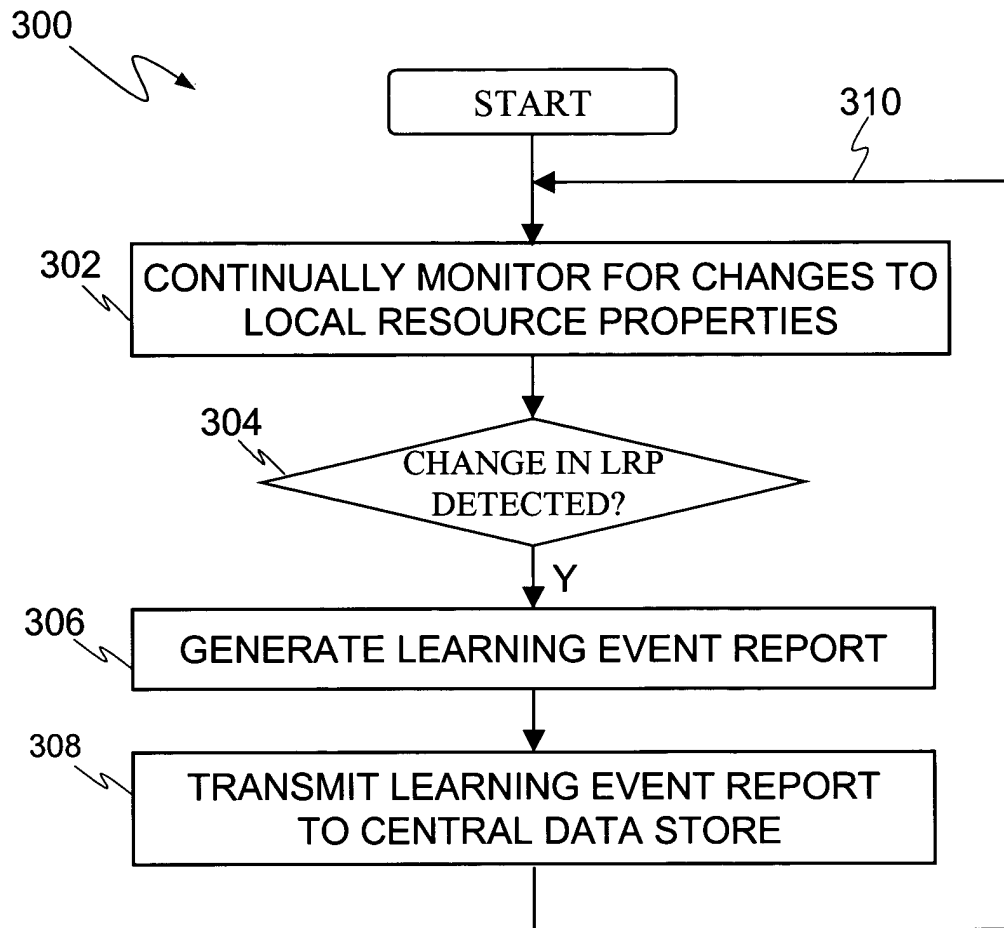 300
START
310
302
CONTINUALLY MONITOR FOR CHANGES TO
LOCAL RESOURCE PROPERTIES
304
CHANGE IN LRP
DETECTED?
Y
306
GENERATE LEARNING EVENT REPORT
308
TRANSMIT LEARNING EVENT REPORT
TO CENTRAL DATA STORE